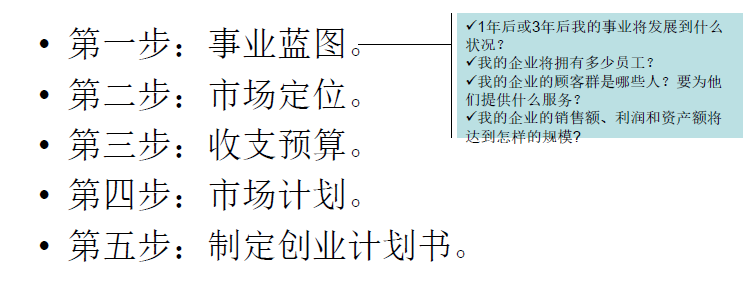 • 第一步：事业蓝图。
• 第二步：市场定位。
• 第三步：收支预算。
• 第四步：市场计划。
• 第五步：制定创业计划书。
✓1年后或3年后我的事业将发展到什么
状况？
✓我的企业将拥有多少员工？
✓我的企业的顾客群是哪些人？要为他
们提供什么服务？
✓我的企业的销售额、利润和资产额将
达到怎样的规模?